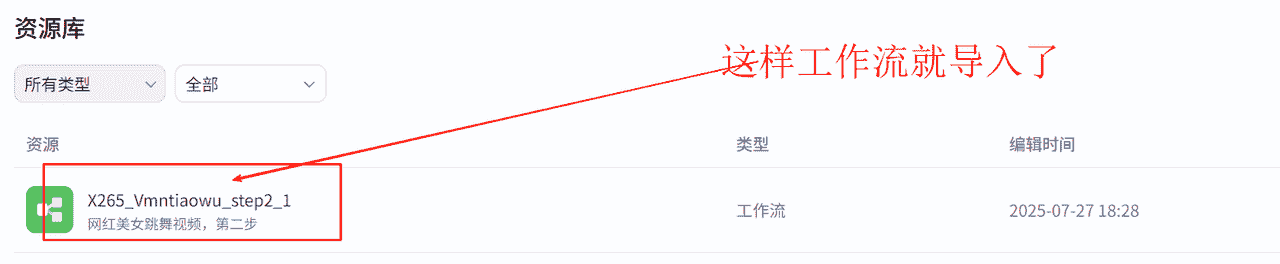 资源库
这样工作流就导入了
所有类型 全部
资源 类型 编辑时间
X265_Vmntiaowu_step2_1
网红美女跳舞视频，第二步
工作流 2025-07-27 18:28